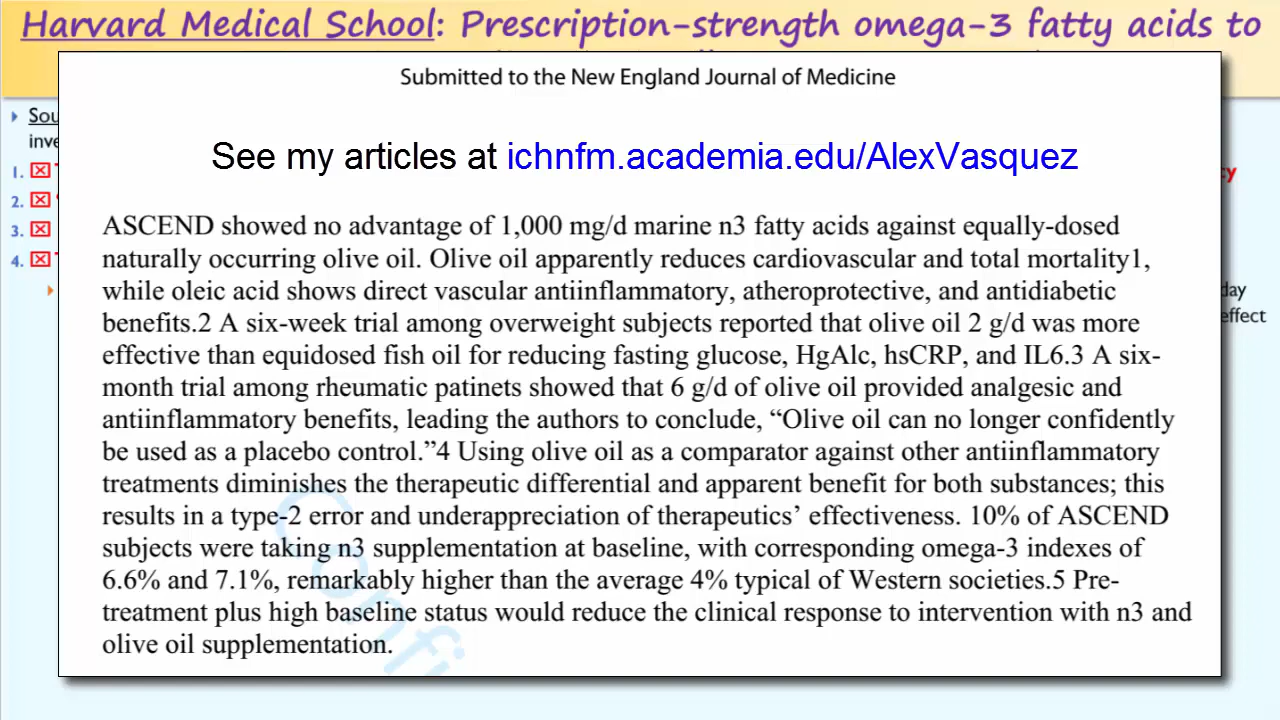 Harvard Medical School: Prescription-strength omega-3 fatty acids to
Submitted to the New England Journal of Medicine
See my articles at ichnfm.academia.edu/AlexVasquez
ASCEND showed no advantage of 1,000 mg/d marine n3 fatty acids against equally-dosed
naturally occurring olive oil. Olive oil apparently reduces cardiovascular and total mortality1,
while oleic acid shows direct vascular antiinflammatory, atheroprotective, and antidiabetic
benefits.2 A six-week trial among overweight subjects reported that olive oil 2 g/d was more
effective than equidosed fish oil for reducing fasting glucose, HgAlc, hsCRP, and IL6.3 A six-
month trial among rheumatic patinets showed that 6 g/d of olive oil provided analgesic and
antiinflammatory benefits, leading the authors to conclude, “Olive oil can no longer confidently
be used as a placebo control.”4 Using olive oil as a comparator against other antiinflammatory
treatments diminishes the therapeutic differential and apparent benefit for both substances; this
results in a type-2 error and underappreciation of therapeutics’ effectiveness. 10% of ASCEND
subjects were taking n3 supplementation at baseline, with corresponding omega-3 indexes of
6.6% and 7.1%, remarkably higher than the average 4% typical of Western societies.5 Pre-
treatment plus high baseline status would reduce the clinical response to intervention with n3 and
olive oil supplementation.
1.
2.
3.
4.
day
effect